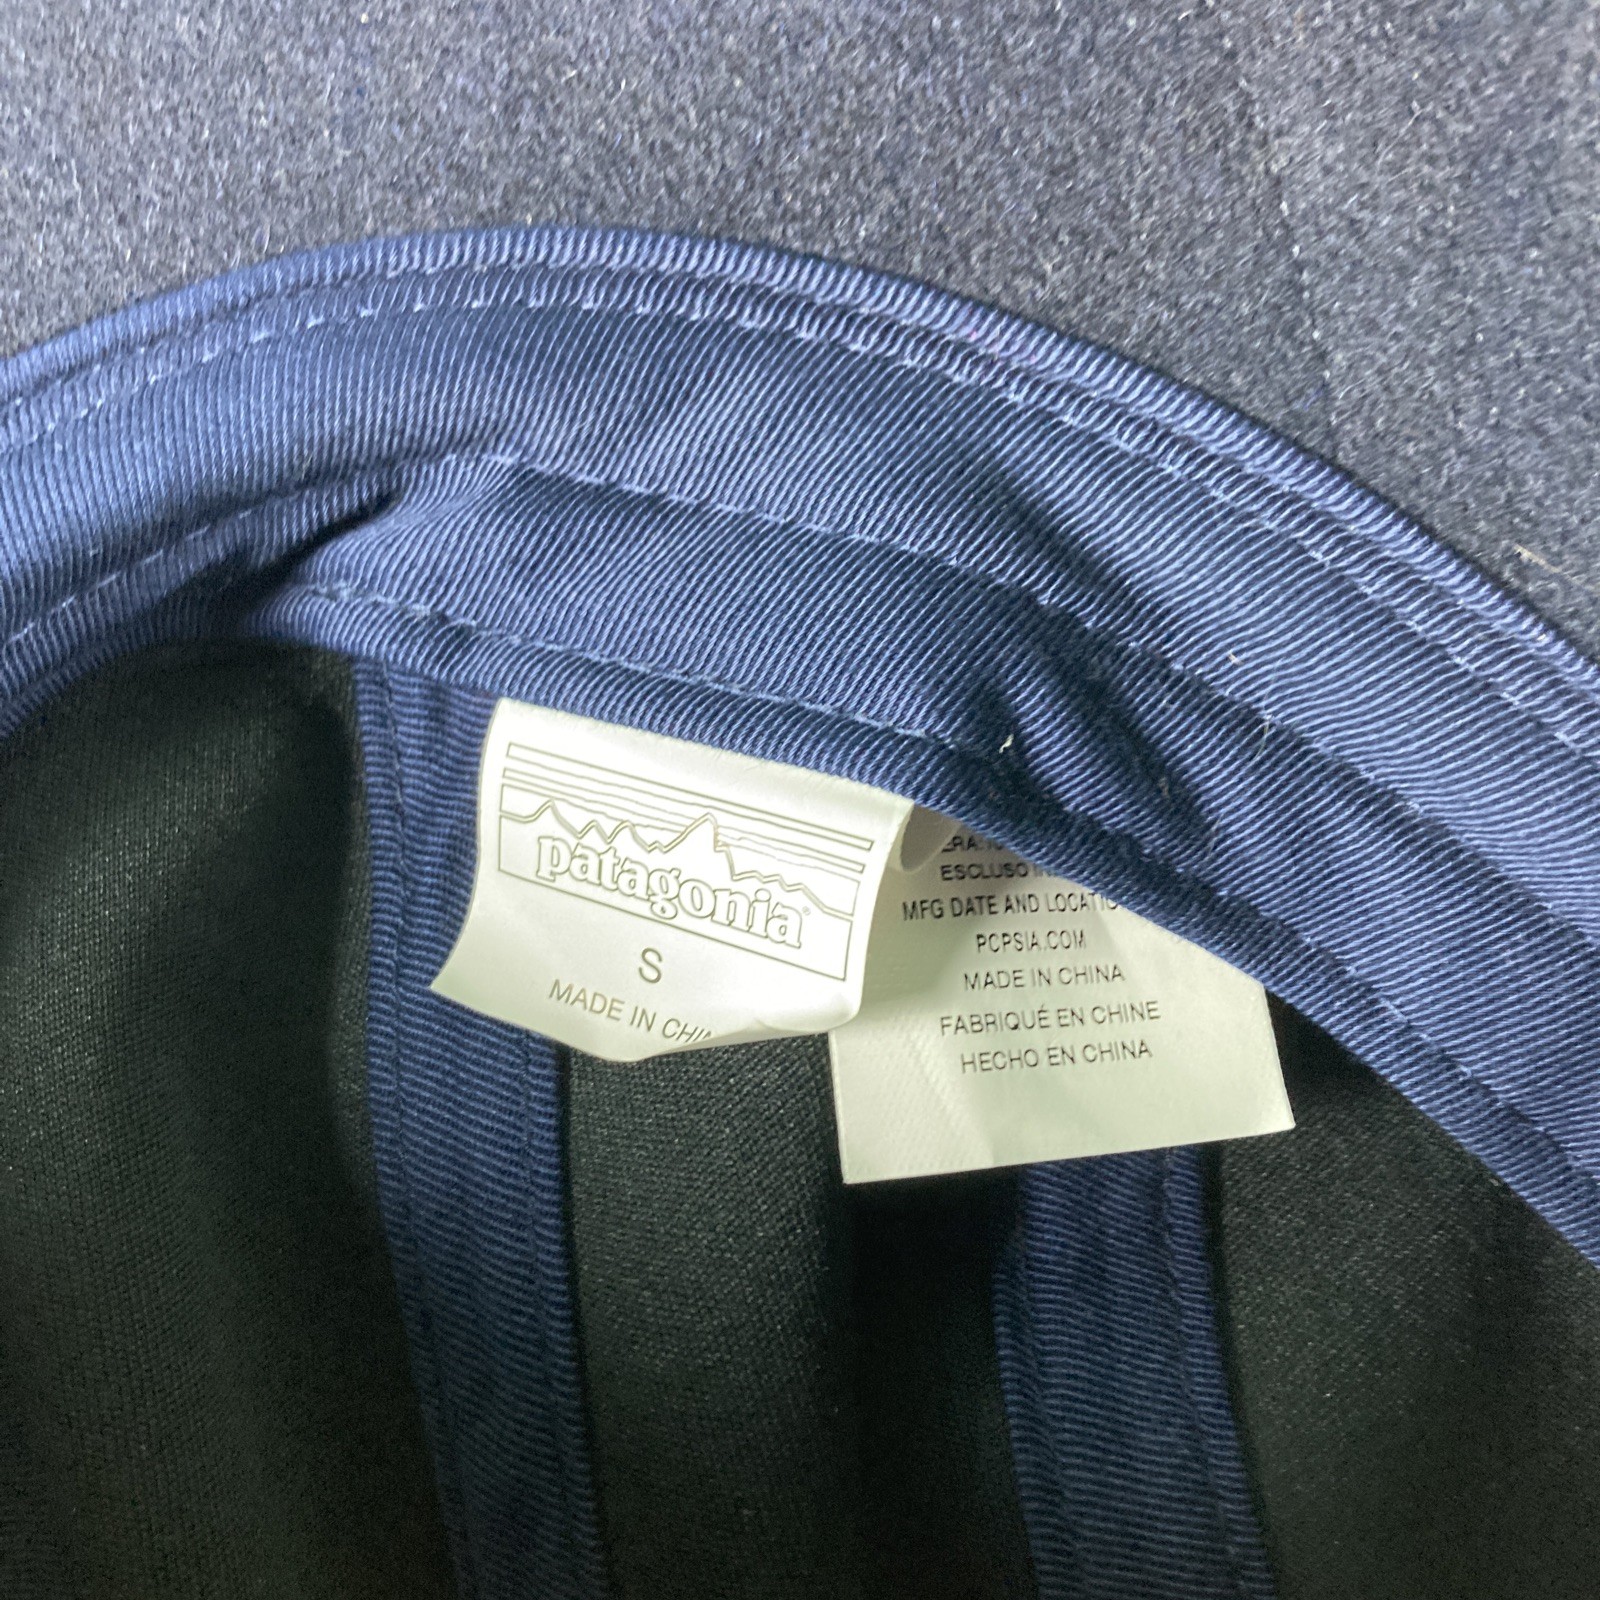 patagonia®
S
MADE IN CHIN
ESCLUSO
MFG DATE AND LOCATIO
PCPSIA.COM
MADE IN CHINA
FABRIQUÉ EN CHINE
HECHO EN CHINA